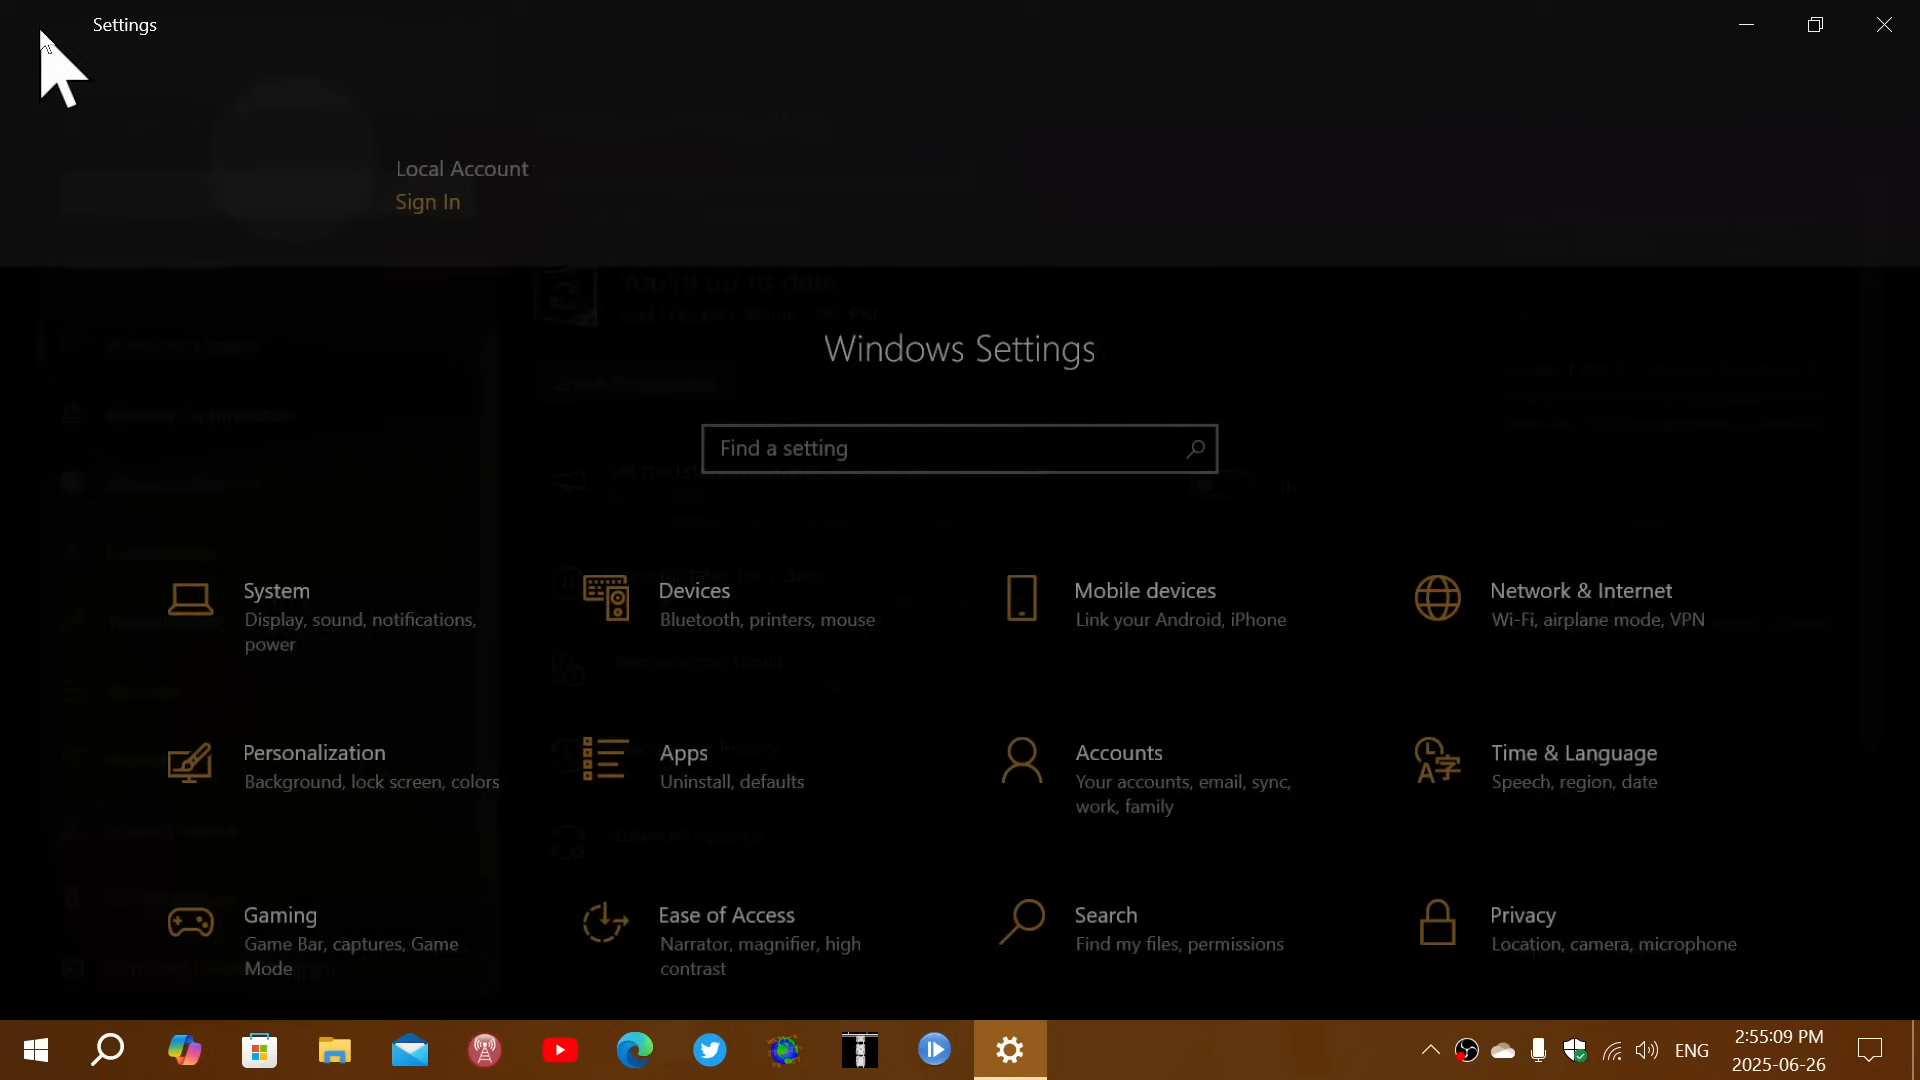 Settings
Local Account
Sign In
Windows Settings
Find a setting
System
Display, sound, notifications,
power
Devices
Bluetooth, printers, mouse
Mobile devices
Link your Android, iPhone
Network & Internet
Wi-Fi, airplane mode, VPN
Personalization
Background, lock screen, colors
Apps
Uninstall, defaults
Accounts
Your accounts, email, sync,
work, family
Time & Language
Speech, region, date
Gaming
Game Bar, captures, Game
Mode
Ease of Access
Narrator, magnifier, high
contrast
Search
Find my files, permissions
Privacy
Location, camera, microphone
ENG
2:55:09 PM
2025-06-26